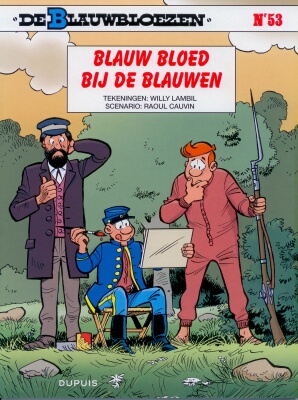 DE BLAUWBLOEZEN
N°53
BLAUW BLOED
BIJ DE BLAUWEN
TEKENINGEN: WILLY LAMBIL
SCENARIO: RAOUL CAUVIN
DUPUIS